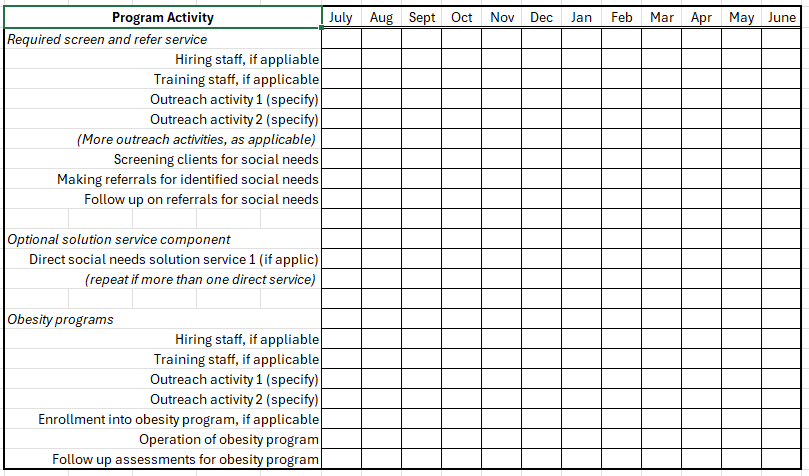 Program Activity July Aug Sept Oct Nov Dec Jan Feb Mar Apr May June
Required screen and refer service
Hiring staff, if appliable
Training staff, if applicable
Outreach activity 1 (specify)
Outreach activity 2 (specify)
(More outreach activities, as applicable)
Screening clients for social needs
Making referrals for identified social needs
Follow up on referrals for social needs
Optional solution service component
Direct social needs solution service 1 (if applic)
(repeat if more than one direct service)
Obesity programs
Hiring staff, if appliable
Training staff, if applicable
Outreach activity 1 (specify)
Outreach activity 2 (specify)
Enrollment into obesity program, if applicable
Operation of obesity program
Follow up assessments for obesity program